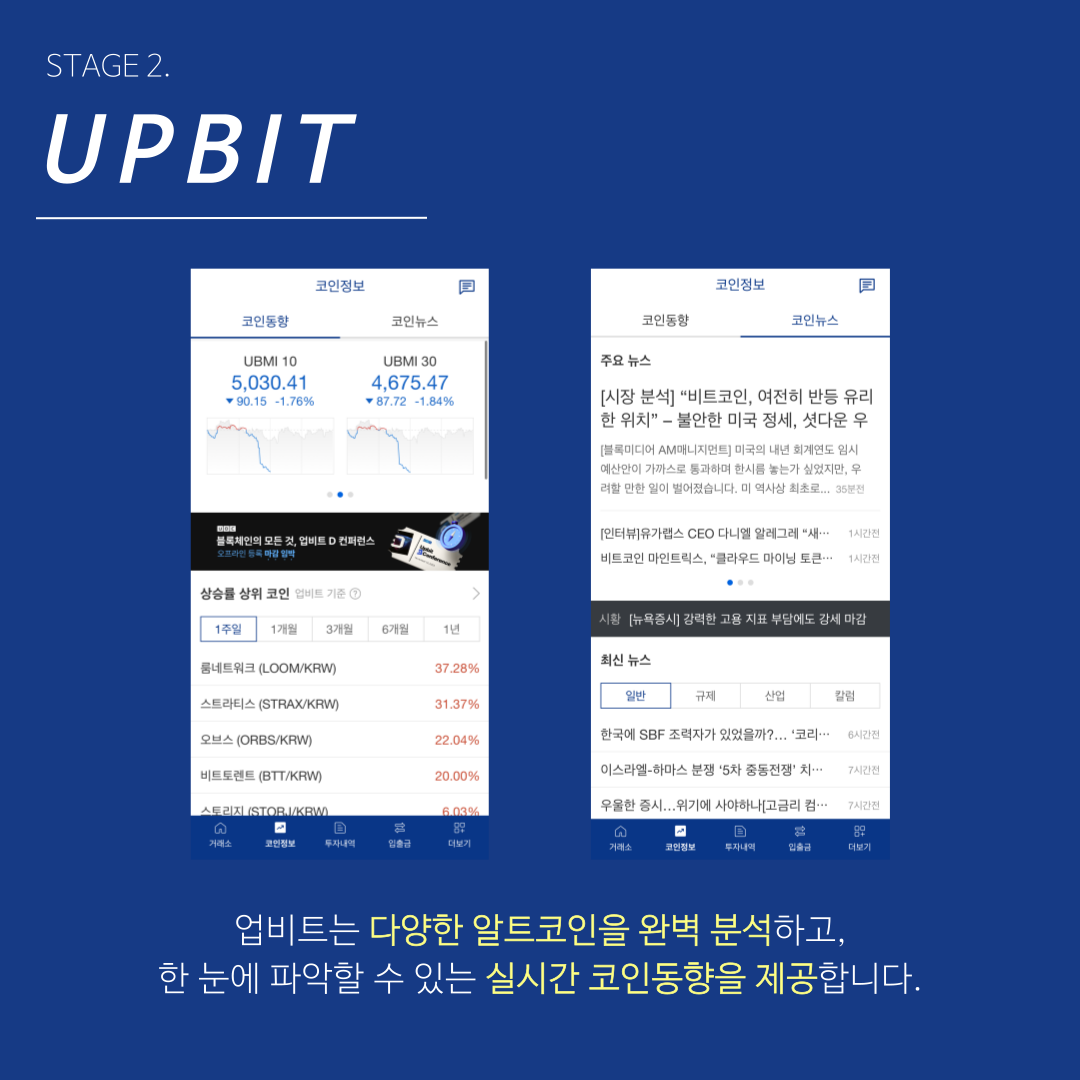 STAGE 2.
UPBIT
코인정보
코인동향 코인뉴스
UBMI 10
5,030.41
▼ 90.15 -1.76%
UBMI 30
4,675.47
▼ 87.72 -1.84%
UDC
블록체인의 모든 것, 업비트 D 컨퍼런스
오프라인 등록 마감 임박
Upbit
D Conference
상승률 상위 코인 업비트 기준 ?
1주일 1개월 3개월 6개월 1년
룸네트워크 (LOOM/KRW) 37.28%
스트라티스 (STRAX/KRW) 31.37%
오브스 (ORBS/KRW) 22.04%
비트토렌트 (BTT/KRW) 20.00%
스토리지 (STORJ/KRW) 6.03%
거래소 코인정보 투자내역 입출금 더보기
코인정보
코인동향 코인뉴스
주요 뉴스
[시장 분석] “비트코인, 여전히 반등 유리
한 위치” – 불안한 미국 정세, 셧다운 우
[블록미디어 AM매니지먼트] 미국의 내년 회계연도 임시
예산안이 가까스로 통과하며 한시름 놓는가 싶었지만, 우
려할 만한 일이 벌어졌습니다. 미 역사상 최초로... 35분전
[인터뷰]유가랩스 CEO 다니엘 알레그레 “새… 1시간전
비트코인 마인트릭스, “클라우드 마이닝 토큰… 1시간전
시황 [뉴욕증시] 강력한 고용 지표 부담에도 강세 마감
최신 뉴스
일반 규제 산업 칼럼
한국에 SBF 조력자가 있었을까?… ‘코리… 6시간전
이스라엘-하마스 분쟁 ‘5차 중동전쟁’ 치… 7시간전
우울한 증시…위기에 사야하나[고금리 컴… 7시간전
거래소 코인정보 투자내역 입출금 더보기
업비트는 다양한 알트코인을 완벽 분석하고,
한 눈에 파악할 수 있는 실시간 코인동향을 제공합니다.